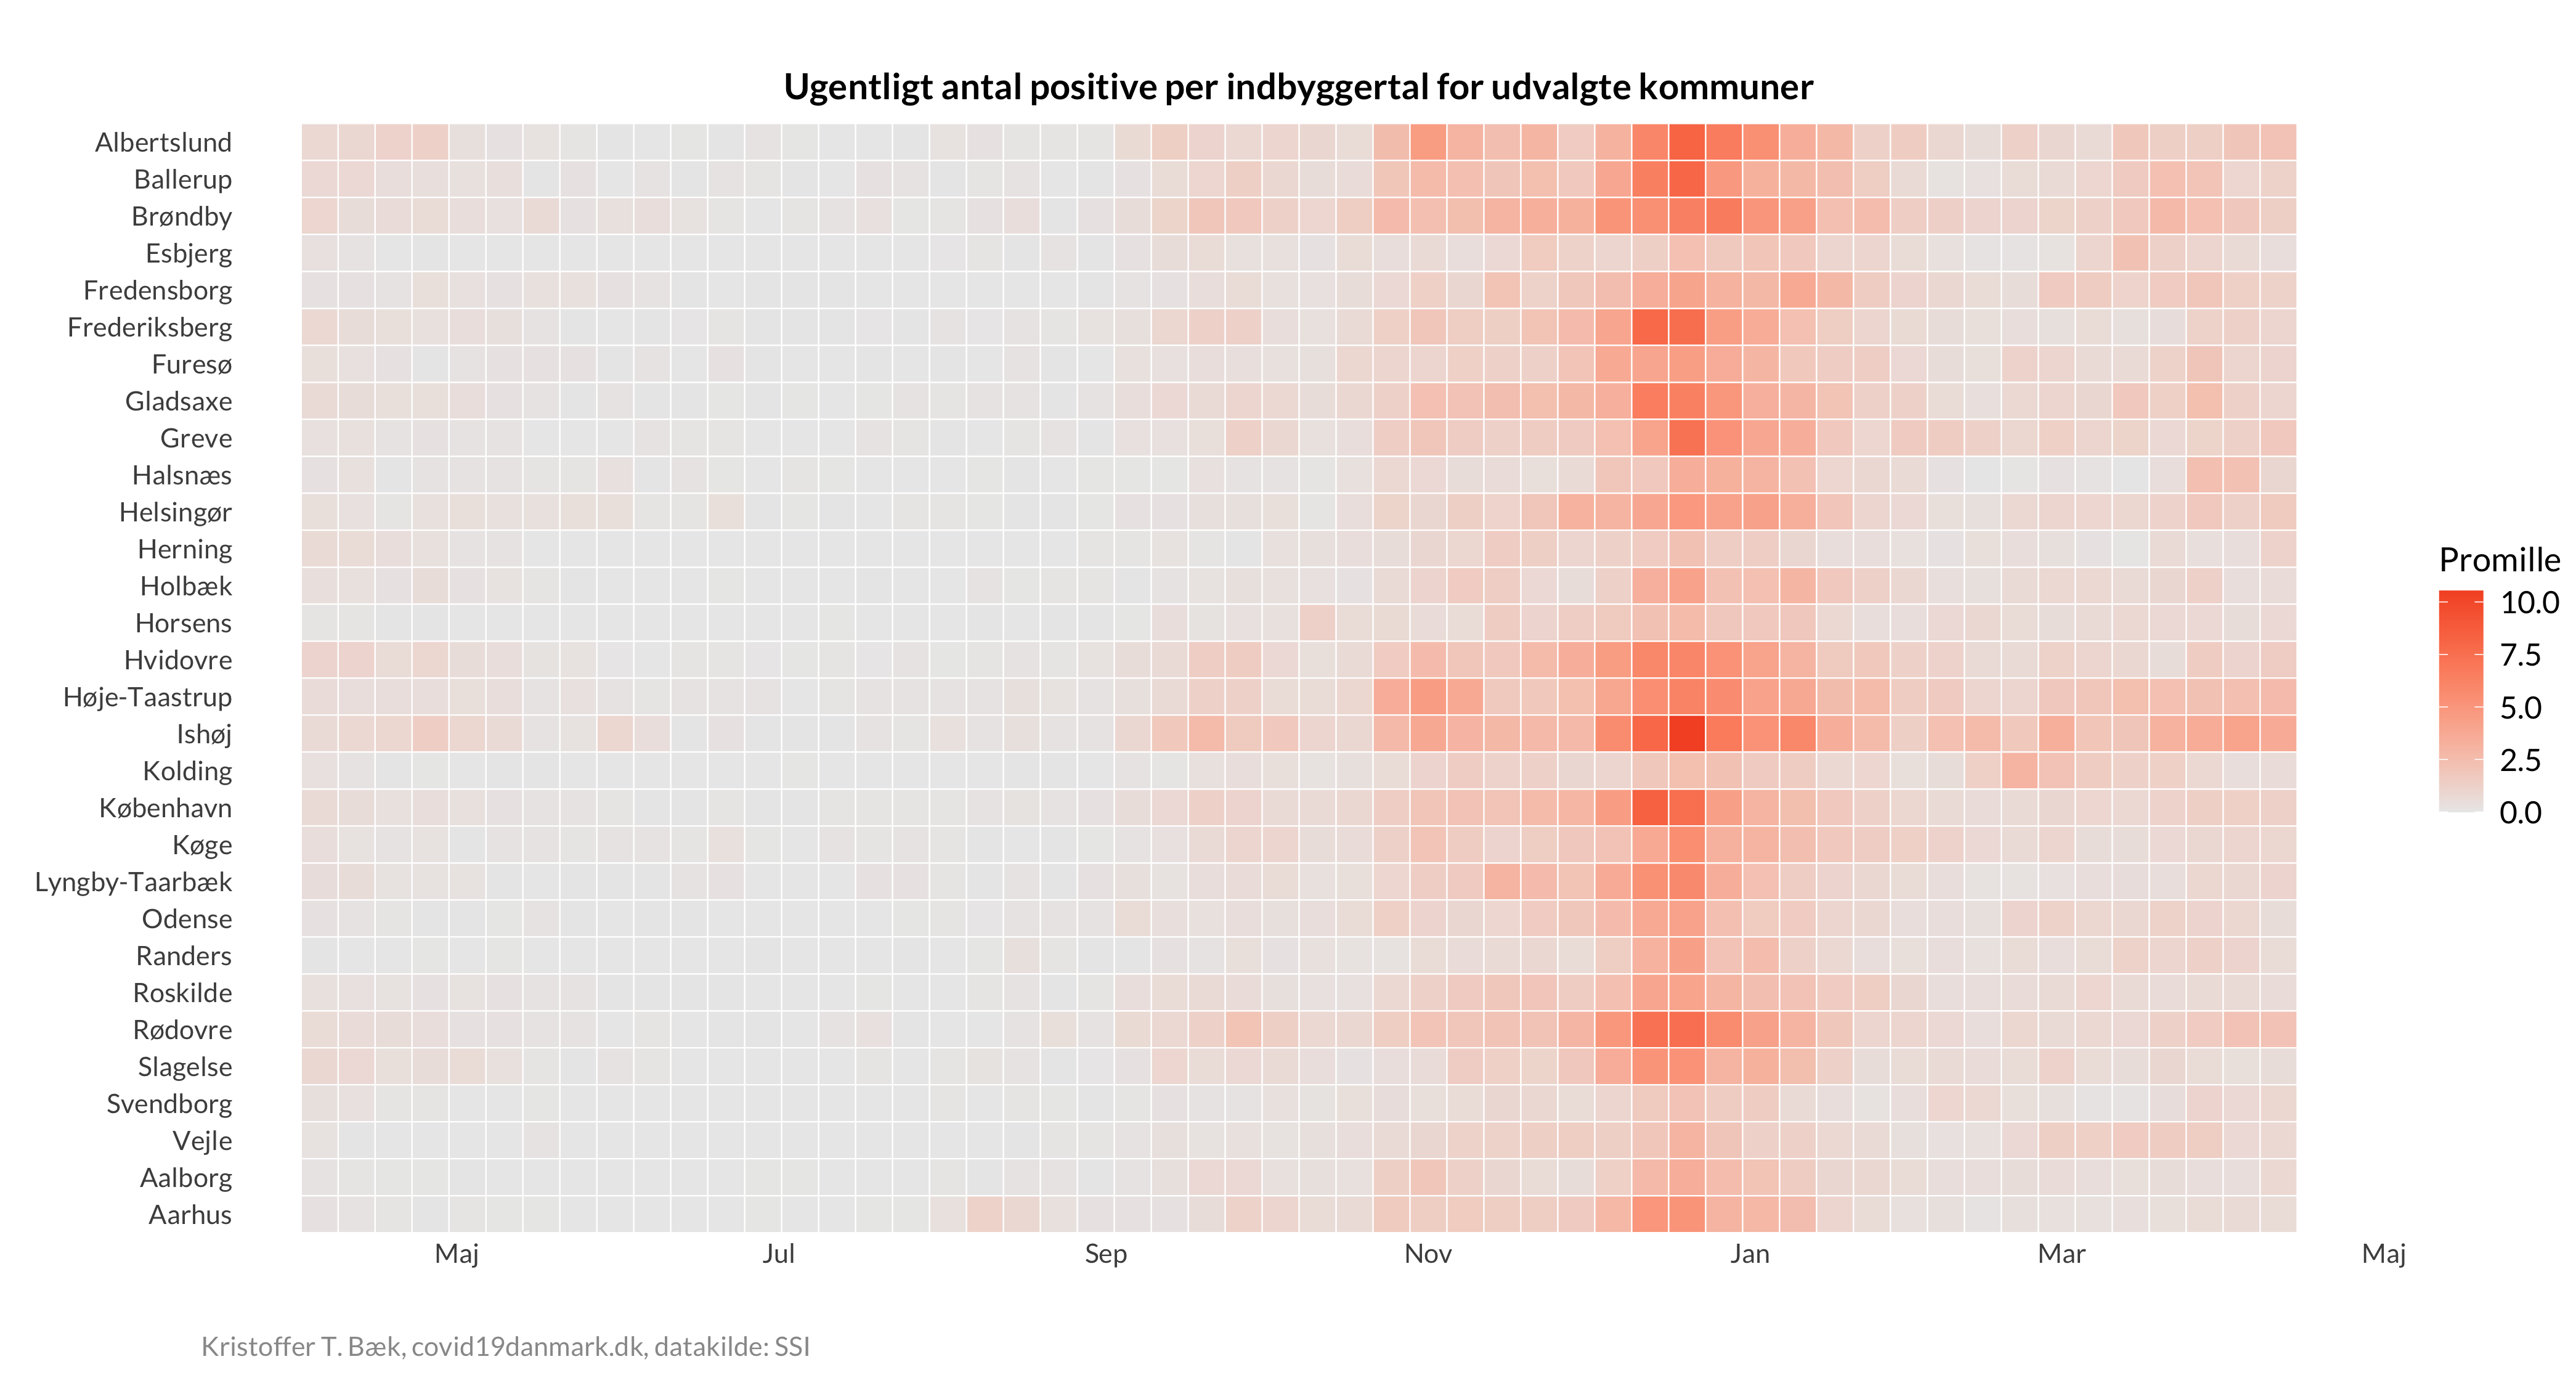 Ugentligt antal positive per indbyggertal for udvalgte kommuner
Albertslund
Ballerup
Brøndby
Esbjerg
Fredensborg
Frederiksberg
Furesø
Gladsaxe
Greve
Halsnæs
Helsingør
Herning
Holbæk
Horsens
Hvidovre
Høje-Taastrup
Ishøj
Kolding
København
Køge
Lyngby-Taarbæk
Odense
Randers
Roskilde
Rødovre
Slagelse
Svendborg
Vejle
Aalborg
Aarhus
Maj Jul Sep Nov Jan Mar Maj
Promille
10.0
7.5
5.0
2.5
0.0
Kristoffer T. Bæk, covid19danmark.dk, datakilde: SSI